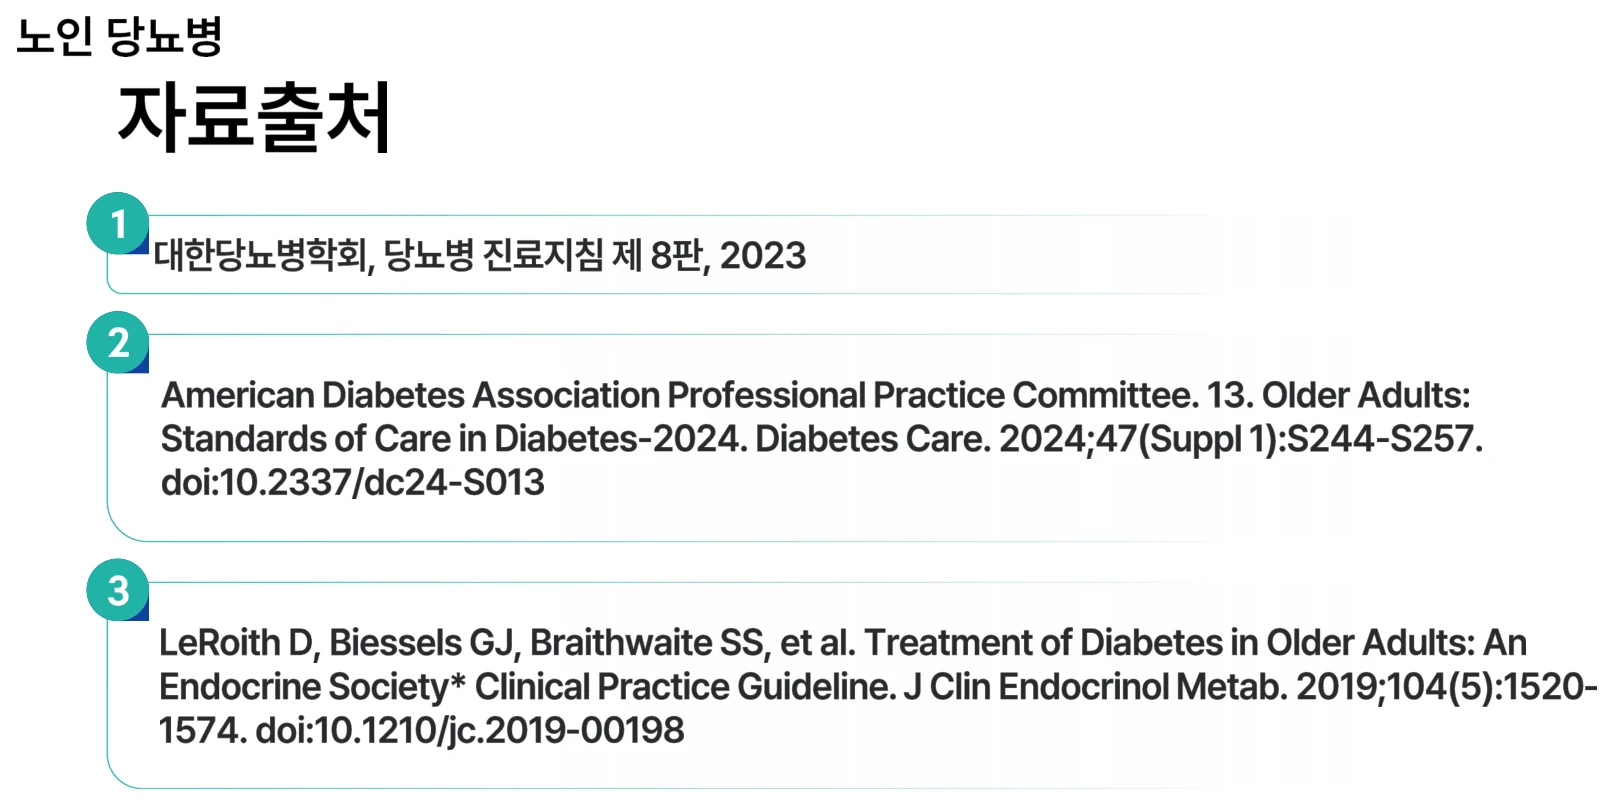 노인 당뇨병
자료출처
1
대한당뇨병학회, 당뇨병 진료지침 제 8판, 2023
2
American Diabetes Association Professional Practice Committee. 13. Older Adults:
Standards of Care in Diabetes-2024. Diabetes Care. 2024;47(Suppl 1):S244-S257.
doi:10.2337/dc24-S013
3
LeRoith D, Biessels GJ, Braithwaite SS, et al. Treatment of Diabetes in Older Adults: An
Endocrine Society* Clinical Practice Guideline. J Clin Endocrinol Metab. 2019;104(5):1520-
1574. doi:10.1210/jc.2019-00198